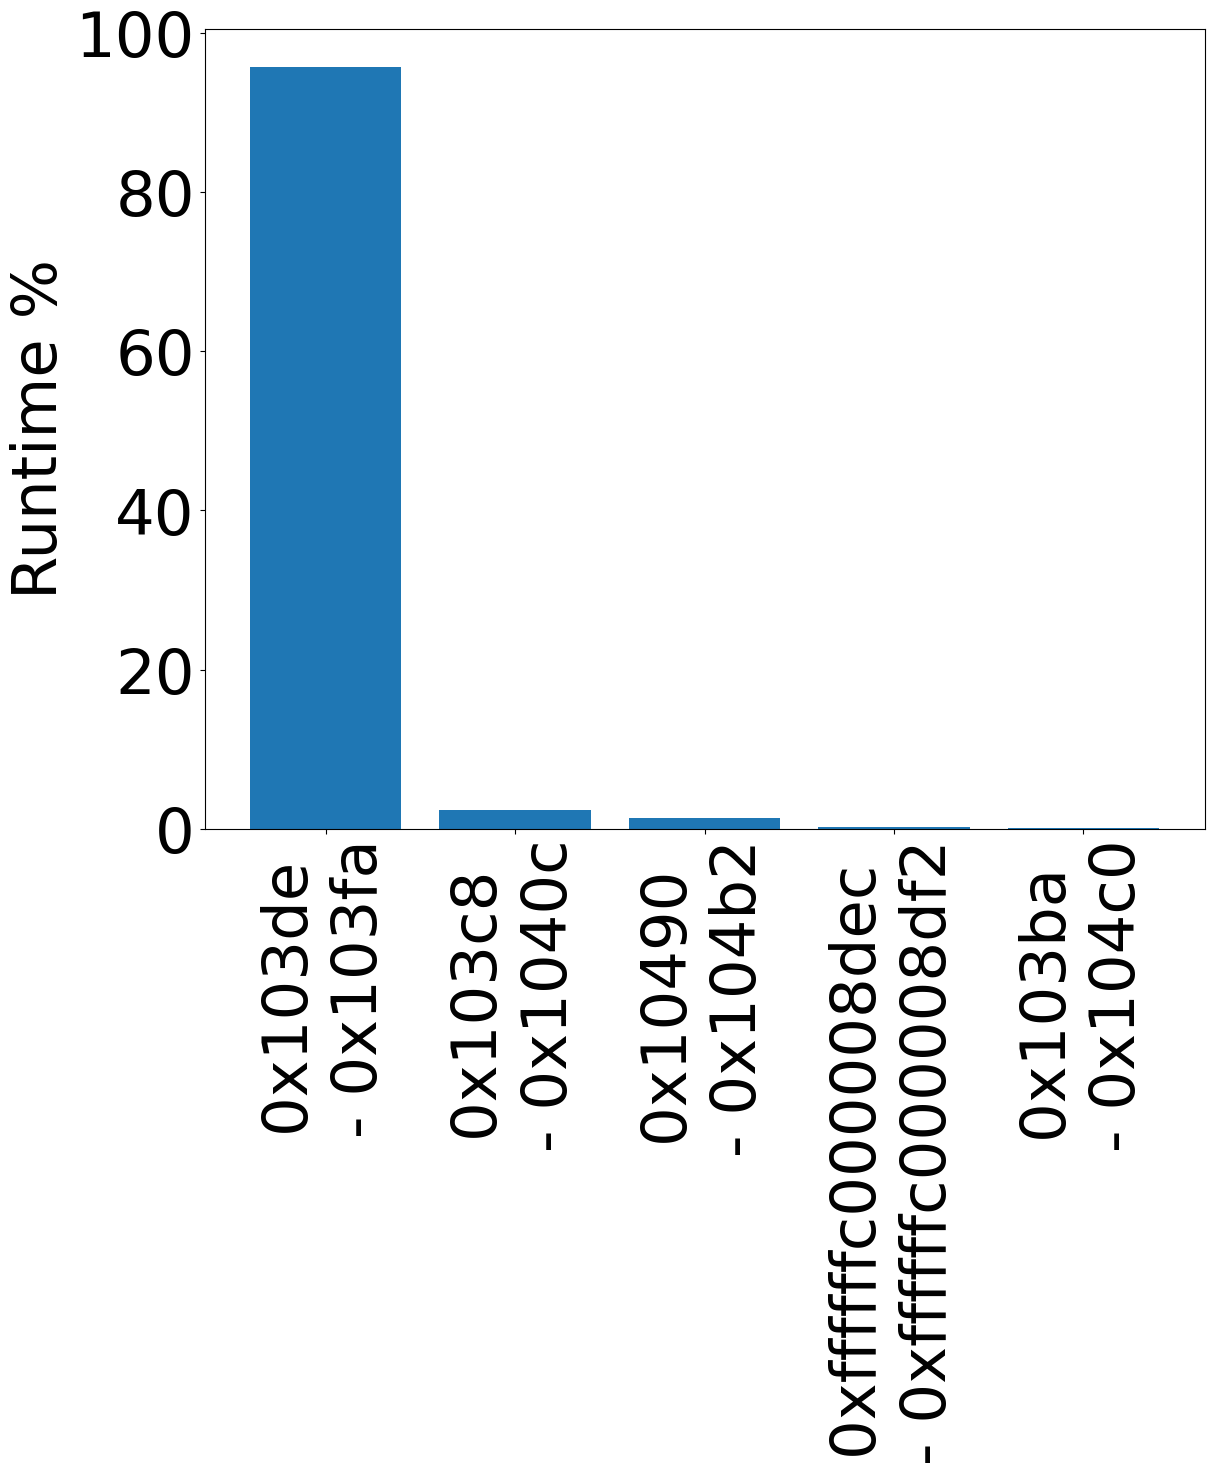 Runtime %
100
80
60
40
20
0
0x103de
- 0x103fa
0x103c8
- 0x1040c
0x10490
- 0x104b2
0xffffffc000008dec
- 0xffffffc000008df2
0x103ba
- 0x104c0